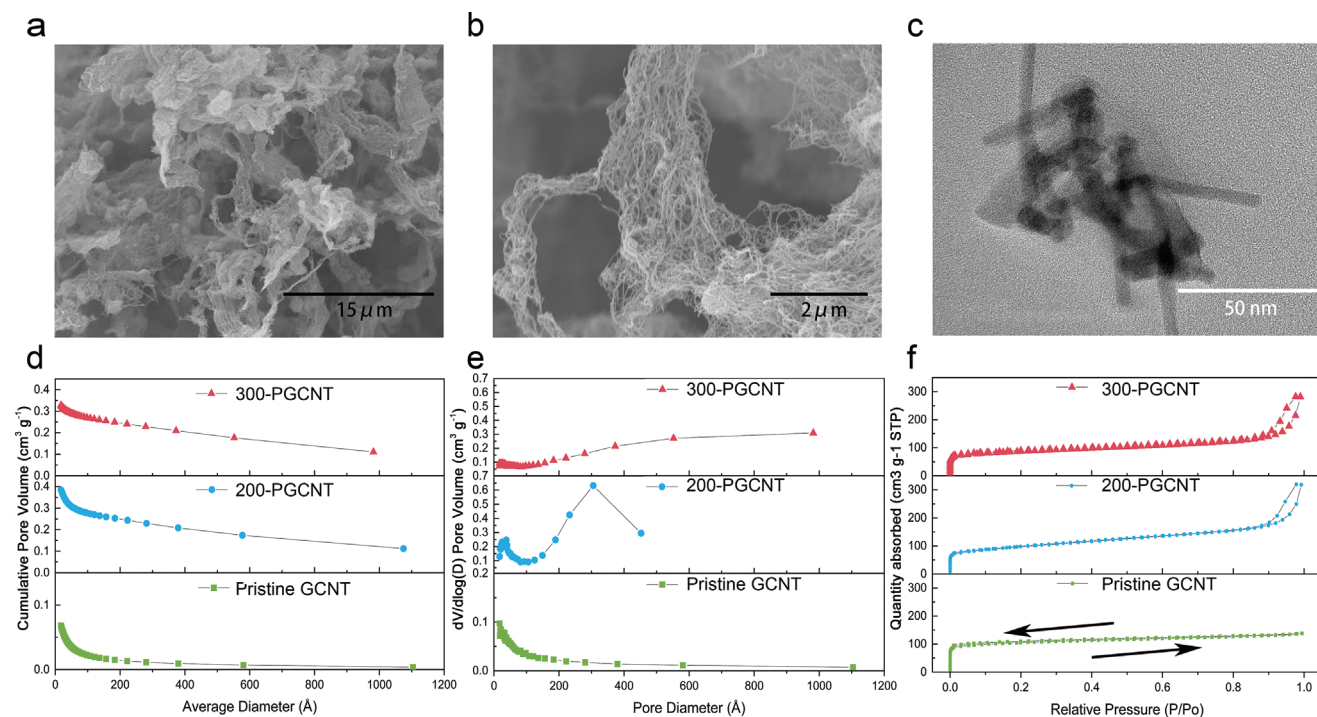 a
b
c
15 μm
2 μm
50 nm
d
Cumulative Pore Volume (cm³ g⁻¹)
0.4
0.3
0.2
0.1
0.0
300-PGCNT
0.4
0.3
0.2
0.1
0.0
200-PGCNT
0.1
0.0
Pristine GCNT
0 200 400 600 800 1000 1200
Average Diameter (Å)
e
dV/dlog(D) Pore Volume (cm³ g⁻¹)
0.7
0.6
0.5
0.4
0.3
0.2
0.1
0.0
300-PGCNT
0.7
0.6
0.5
0.4
0.3
0.2
0.1
200-PGCNT
0.2
0.1
0.0
Pristine GCNT
0 200 400 600 800 1000 1200
Pore Diameter (Å)
f
Quantity absorbed (cm3 g-1 STP)
300
200
100
0
300-PGCNT
300
200
100
0
200-PGCNT
300
200
100
0
Pristine GCNT
0.0 0.2 0.4 0.6 0.8 1.0
Relative Pressure (P/Po)